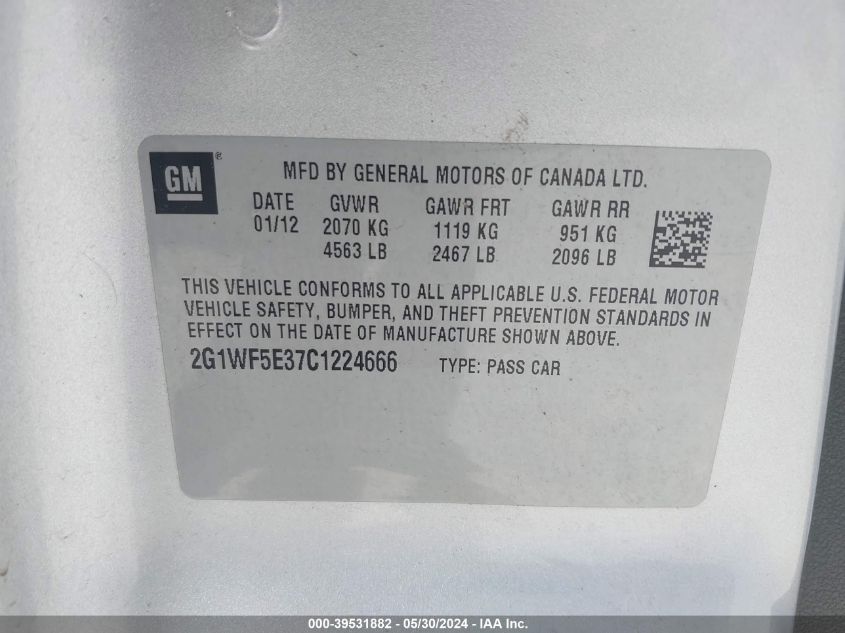 GM ®
MFD BY GENERAL MOTORS OF CANADA LTD.
DATE GVWR GAWR FRT GAWR RR
01/12 2070 KG 1119 KG 951 KG
4563 LB 2467 LB 2096 LB
THIS VEHICLE CONFORMS TO ALL APPLICABLE U.S. FEDERAL MOTOR
VEHICLE SAFETY, BUMPER, AND THEFT PREVENTION STANDARDS IN
EFFECT ON THE DATE OF MANUFACTURE SHOWN ABOVE.
2G1WF5E37C1224666 TYPE: PASS CAR
000-39531882 - 05/30/2024 - IAA Inc.